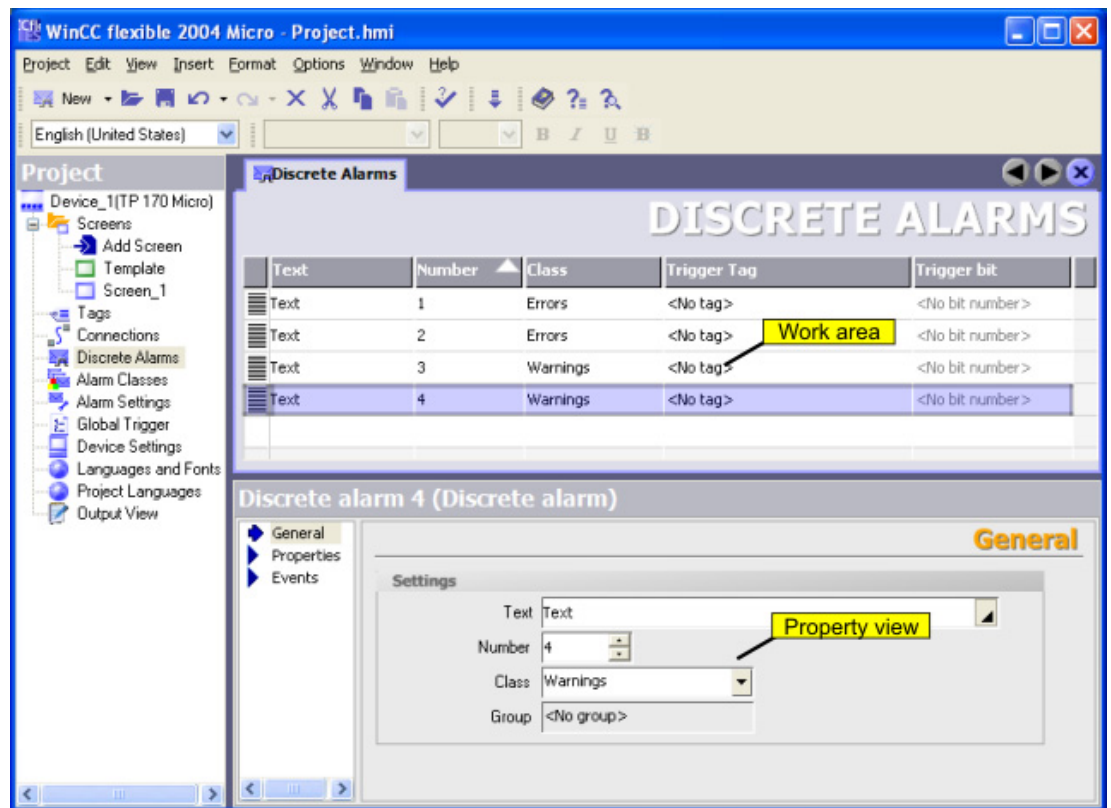 WinCC flexible 2004 Micro - Project.hmi
Project Edit View Insert Format Options Window Help
New
English (United States) B I U B
Project
Device_1(TP 170 Micro)
Screens
Add Screen
Template
Screen_1
Tags
Connections
Discrete Alarms
Alarm Classes
Alarm Settings
Global Trigger
Device Settings
Languages and Fonts
Project Languages
Output View
Discrete Alarms
DISCRETE ALARMS
Text Number Class Trigger Tag Trigger bit
Text 1 Errors <No tag> <No bit number>
Text 2 Errors <No tag> <No bit number>
Work area
Text 3 Warnings <No tag> <No bit number>
Text 4 Warnings <No tag> <No bit number>
Discrete alarm 4 (Discrete alarm)
General
Properties
Events
General
Settings
Text Text
Property view
Number 4
Class Warnings
Group <No group>